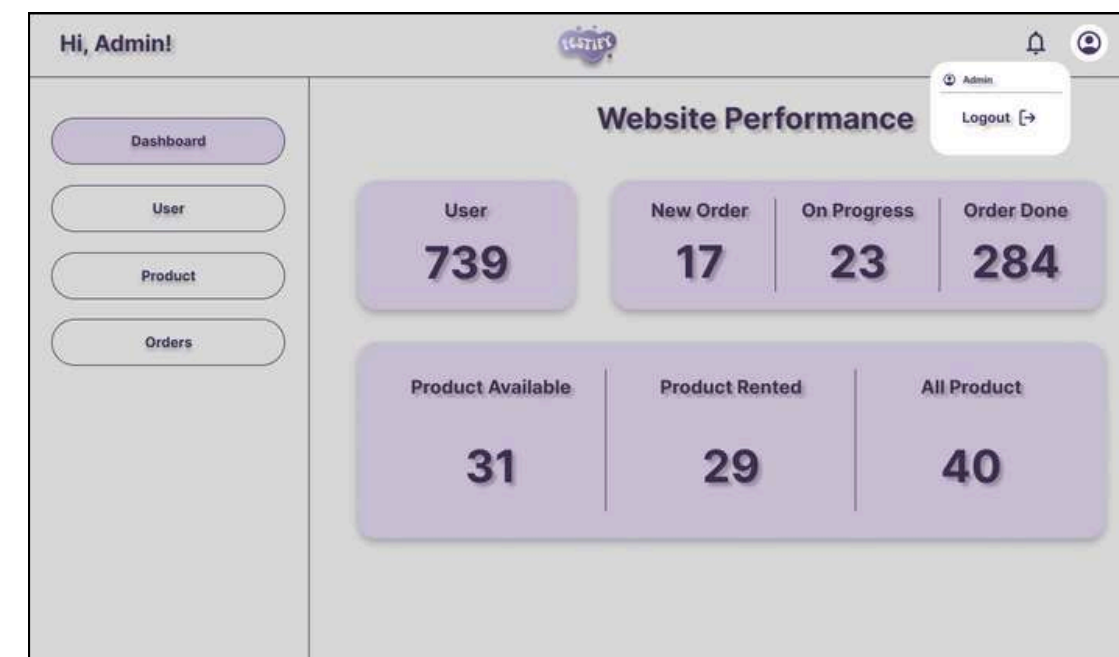 Hi, Admin!
Admin
Logout
Website Performance
Dashboard
User
Product
Orders
User
739
New Order
17
On Progress
23
Order Done
284
Product Available
31
Product Rented
29
All Product
40